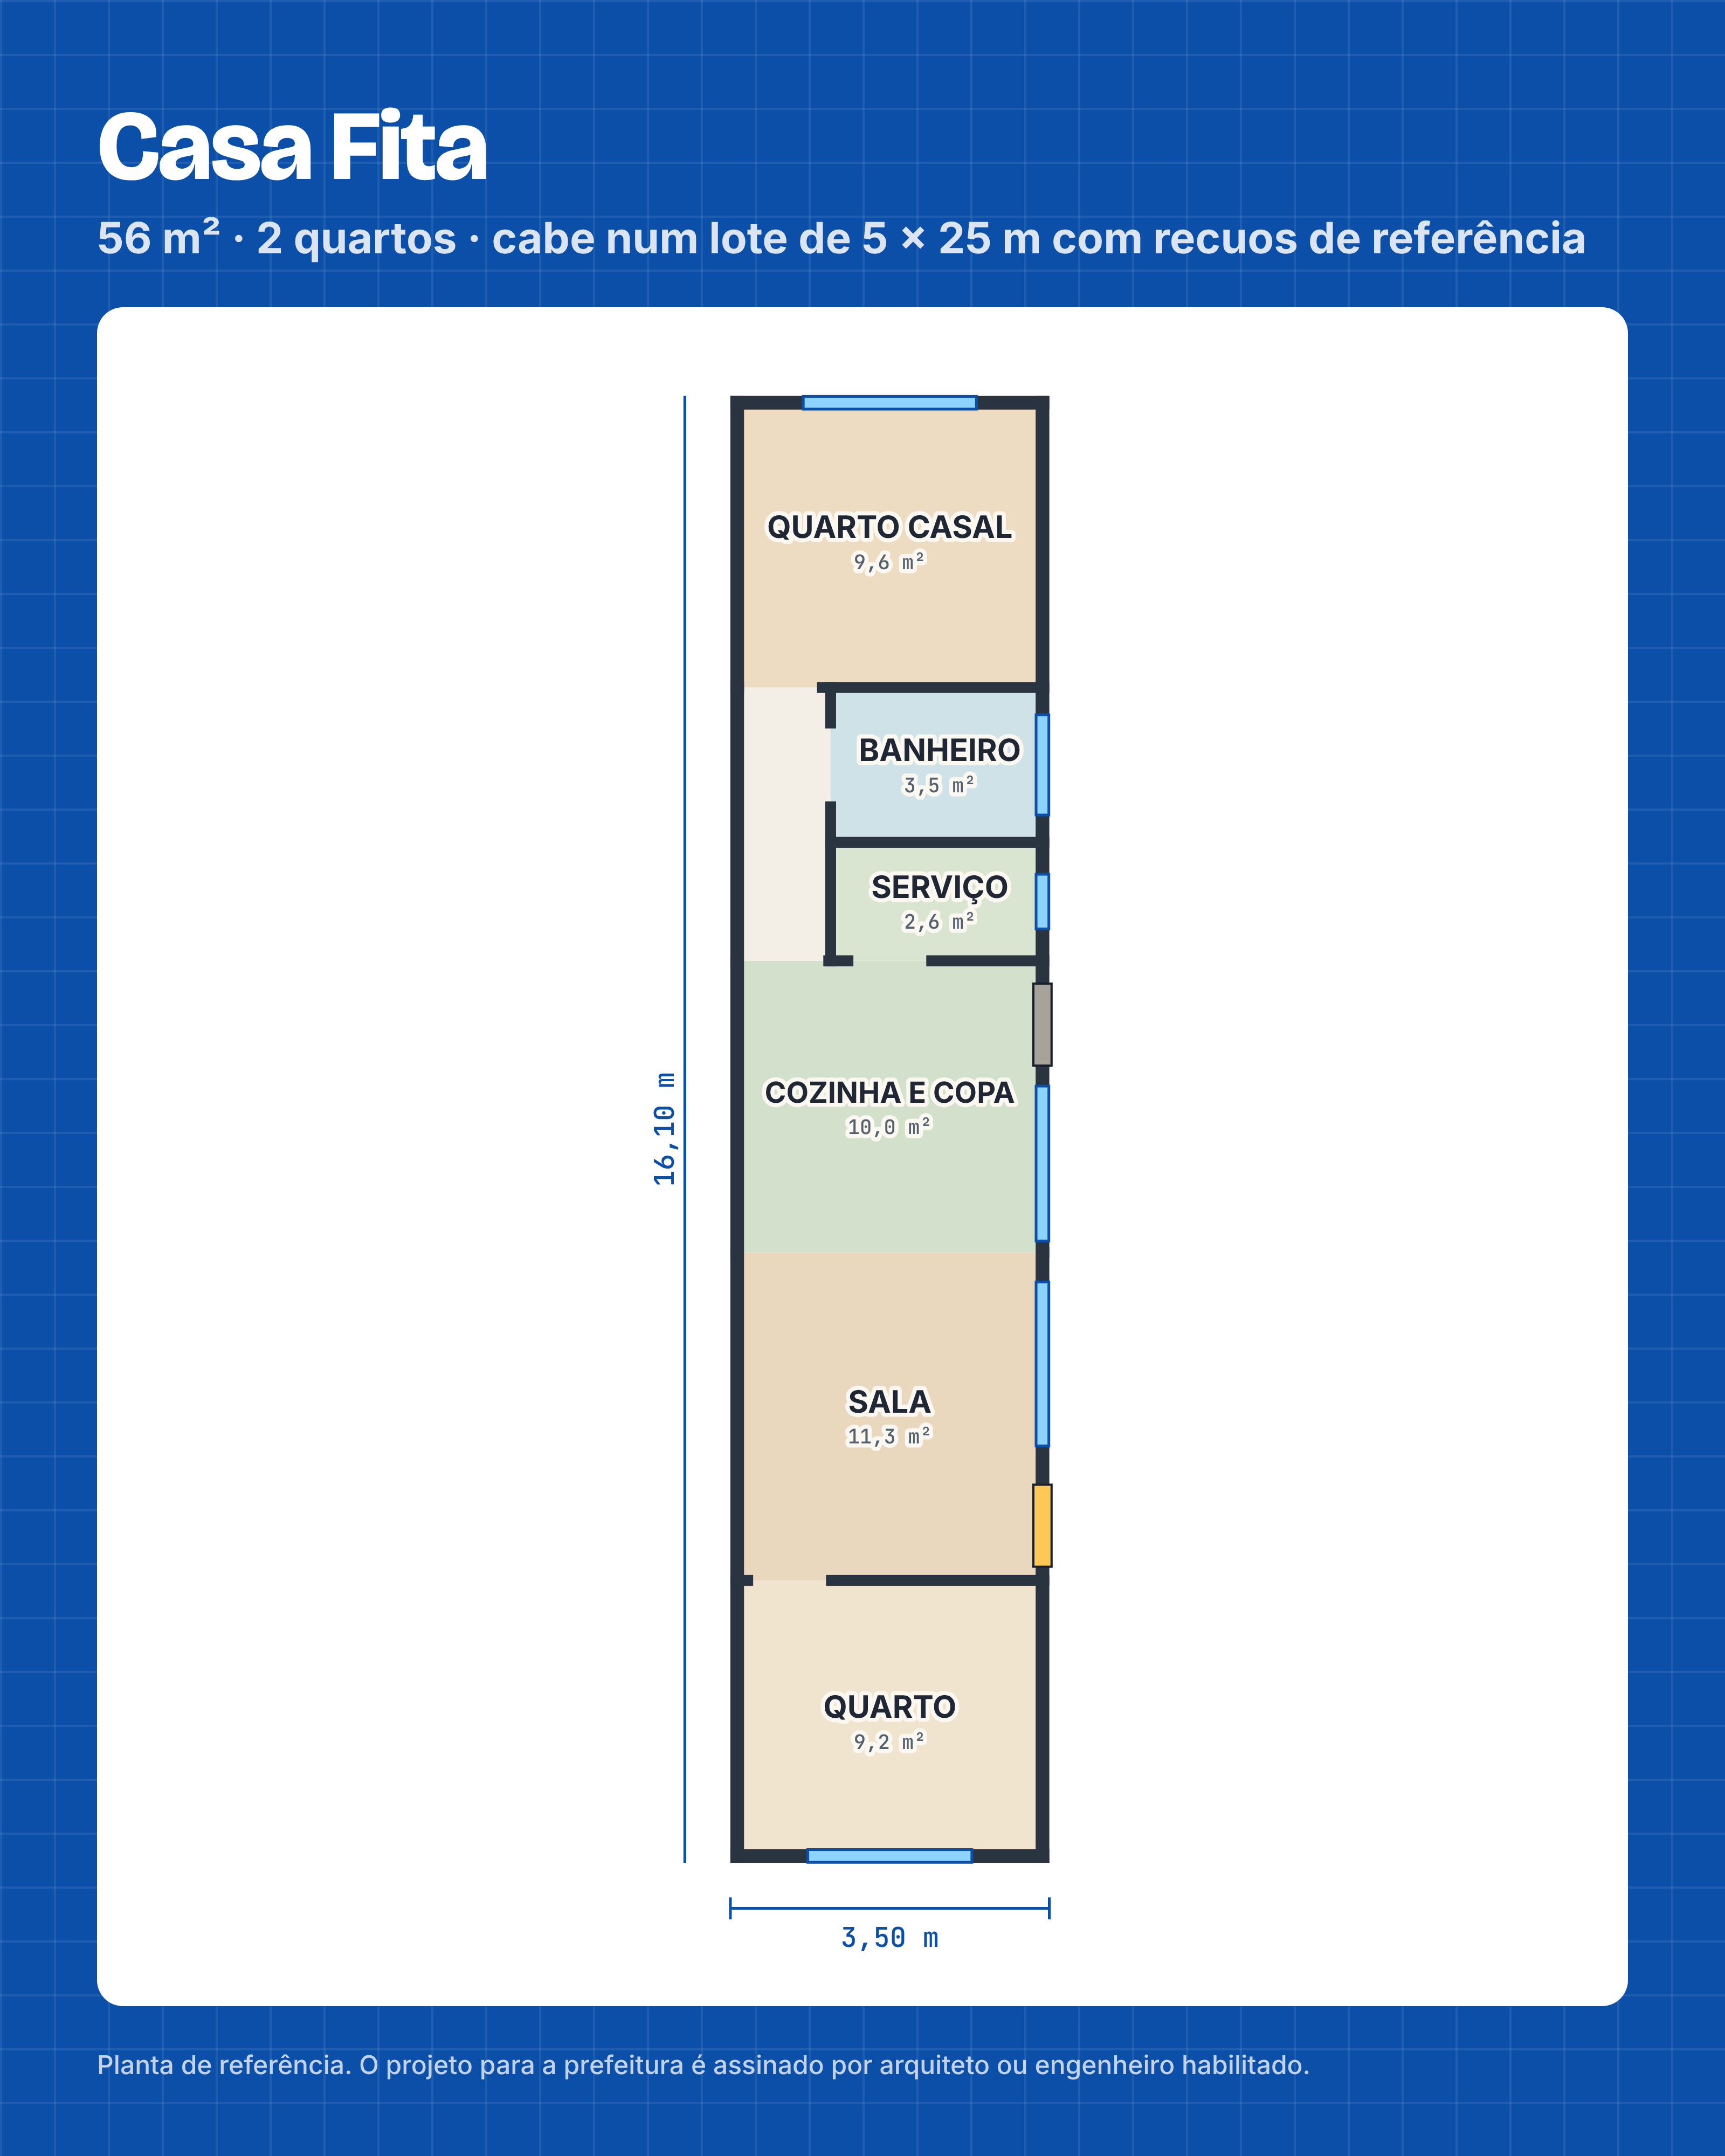 Casa Fita
56 m² · 2 quartos · cabe num lote de 5 × 25 m com recuos de referência
QUARTO CASAL
9,6 m²
BANHEIRO
3,5 m²
SERVIÇO
2,6 m²
COZINHA E COPA
10,0 m²
16,10 m
SALA
11,3 m²
QUARTO
9,2 m²
3,50 m
Planta de referência. O projeto para a prefeitura é assinado por arquiteto ou engenheiro habilitado.